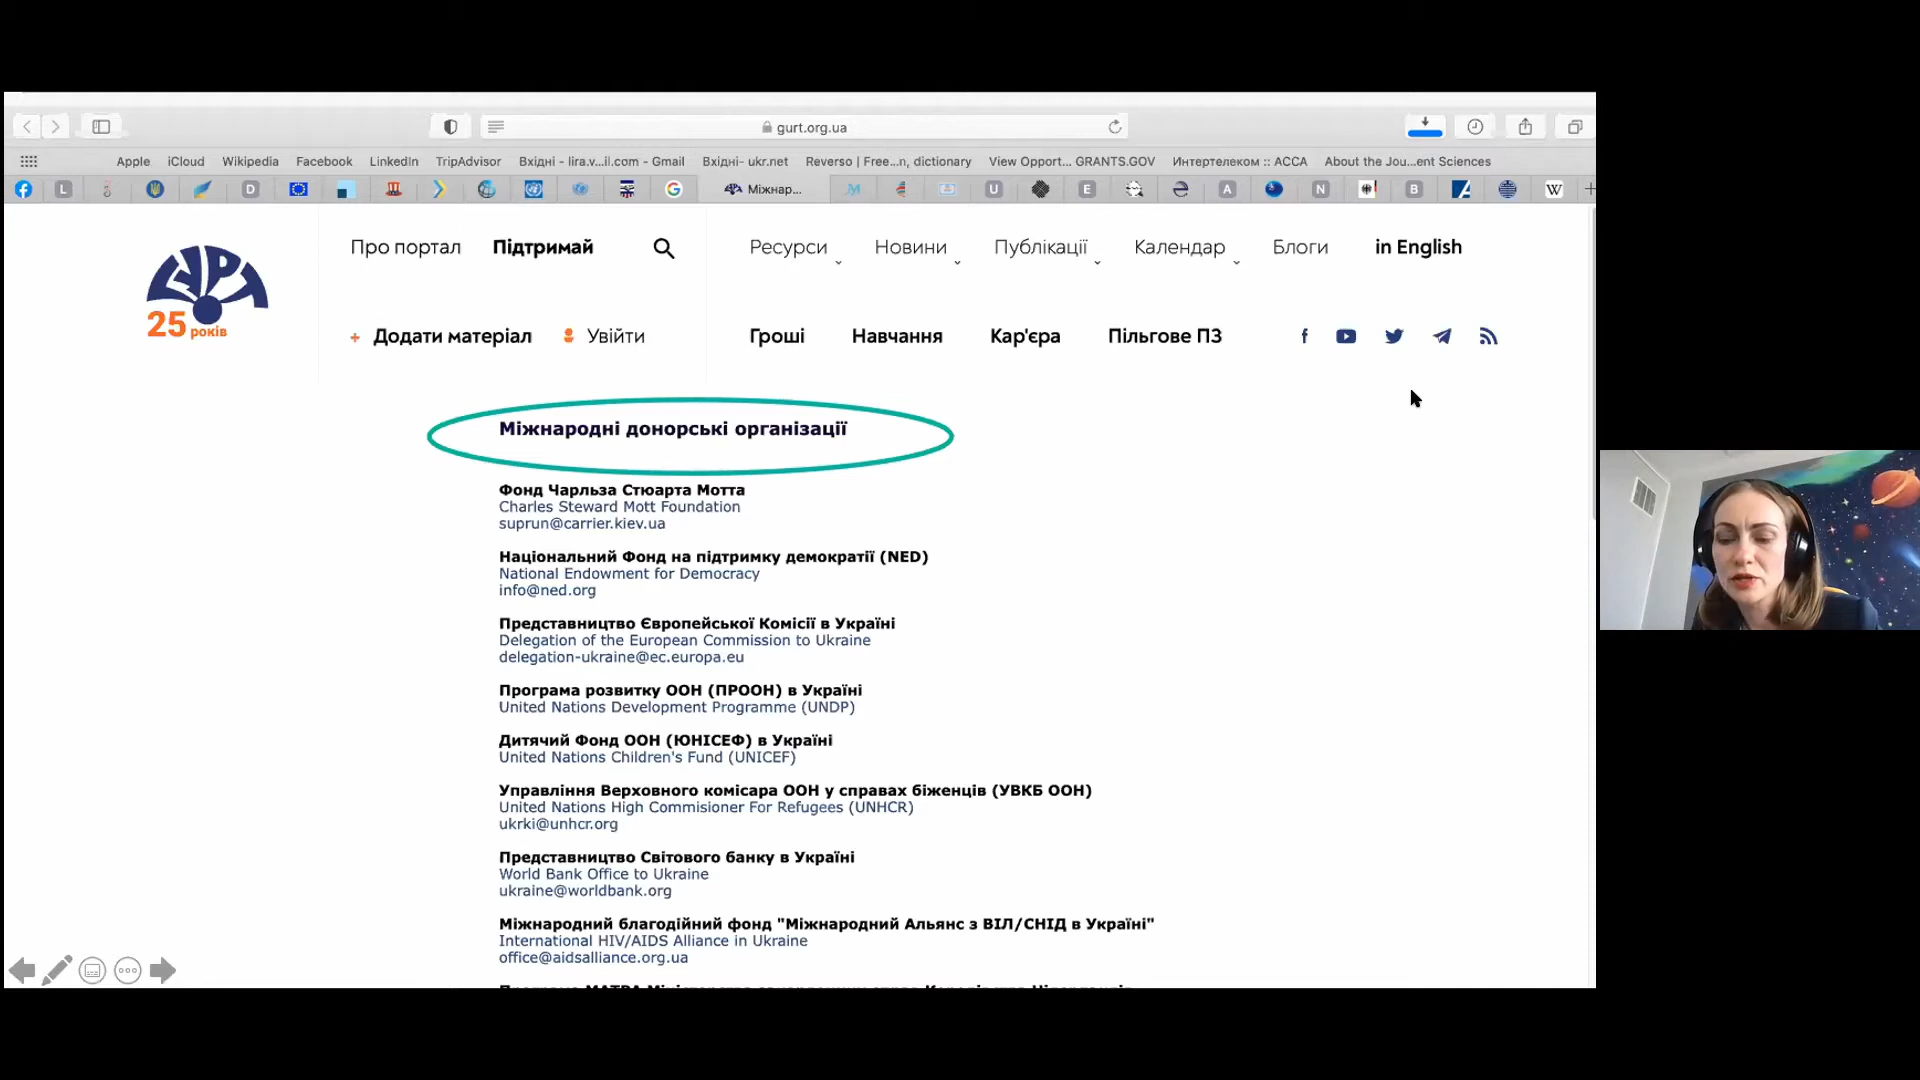 gurt.org.ua
Apple iCloud Wikipedia Facebook LinkedIn TripAdvisor Вхідні - lira.v...il.com - Gmail Вхідні- ukr.net Reverso | Free...n, dictionary View Opport... GRANTS.GOV Интертелеком :: АССА About the Jou...ent Sciences
L D Міжнар... U E A N B W
Про портал Підтримай Ресурси Новини Публікації Календар Блоги in English
ГУРТ
25 років
+ Додати матеріал Увійти Гроші Навчання Кар'єра Пільгове ПЗ
Міжнародні донорські організації
Фонд Чарльза Стюарта Мотта
Charles Steward Mott Foundation
suprun@carrier.kiev.ua
Національний Фонд на підтримку демократії (NED)
National Endowment for Democracy
info@ned.org
Представництво Європейської Комісії в Україні
Delegation of the European Commission to Ukraine
delegation-ukraine@ec.europa.eu
Програма розвитку ООН (ПРООН) в Україні
United Nations Development Programme (UNDP)
Дитячий Фонд ООН (ЮНІСЕФ) в Україні
United Nations Children's Fund (UNICEF)
Управління Верховного комісара ООН у справах біженців (УВКБ ООН)
United Nations High Commisioner For Refugees (UNHCR)
ukrki@unhcr.org
Представництво Світового банку в Україні
World Bank Office to Ukraine
ukraine@worldbank.org
Міжнародний благодійний фонд "Міжнародний Альянс з ВІЛ/СНІД в Україні"
International HIV/AIDS Alliance in Ukraine
office@aidsalliance.org.ua